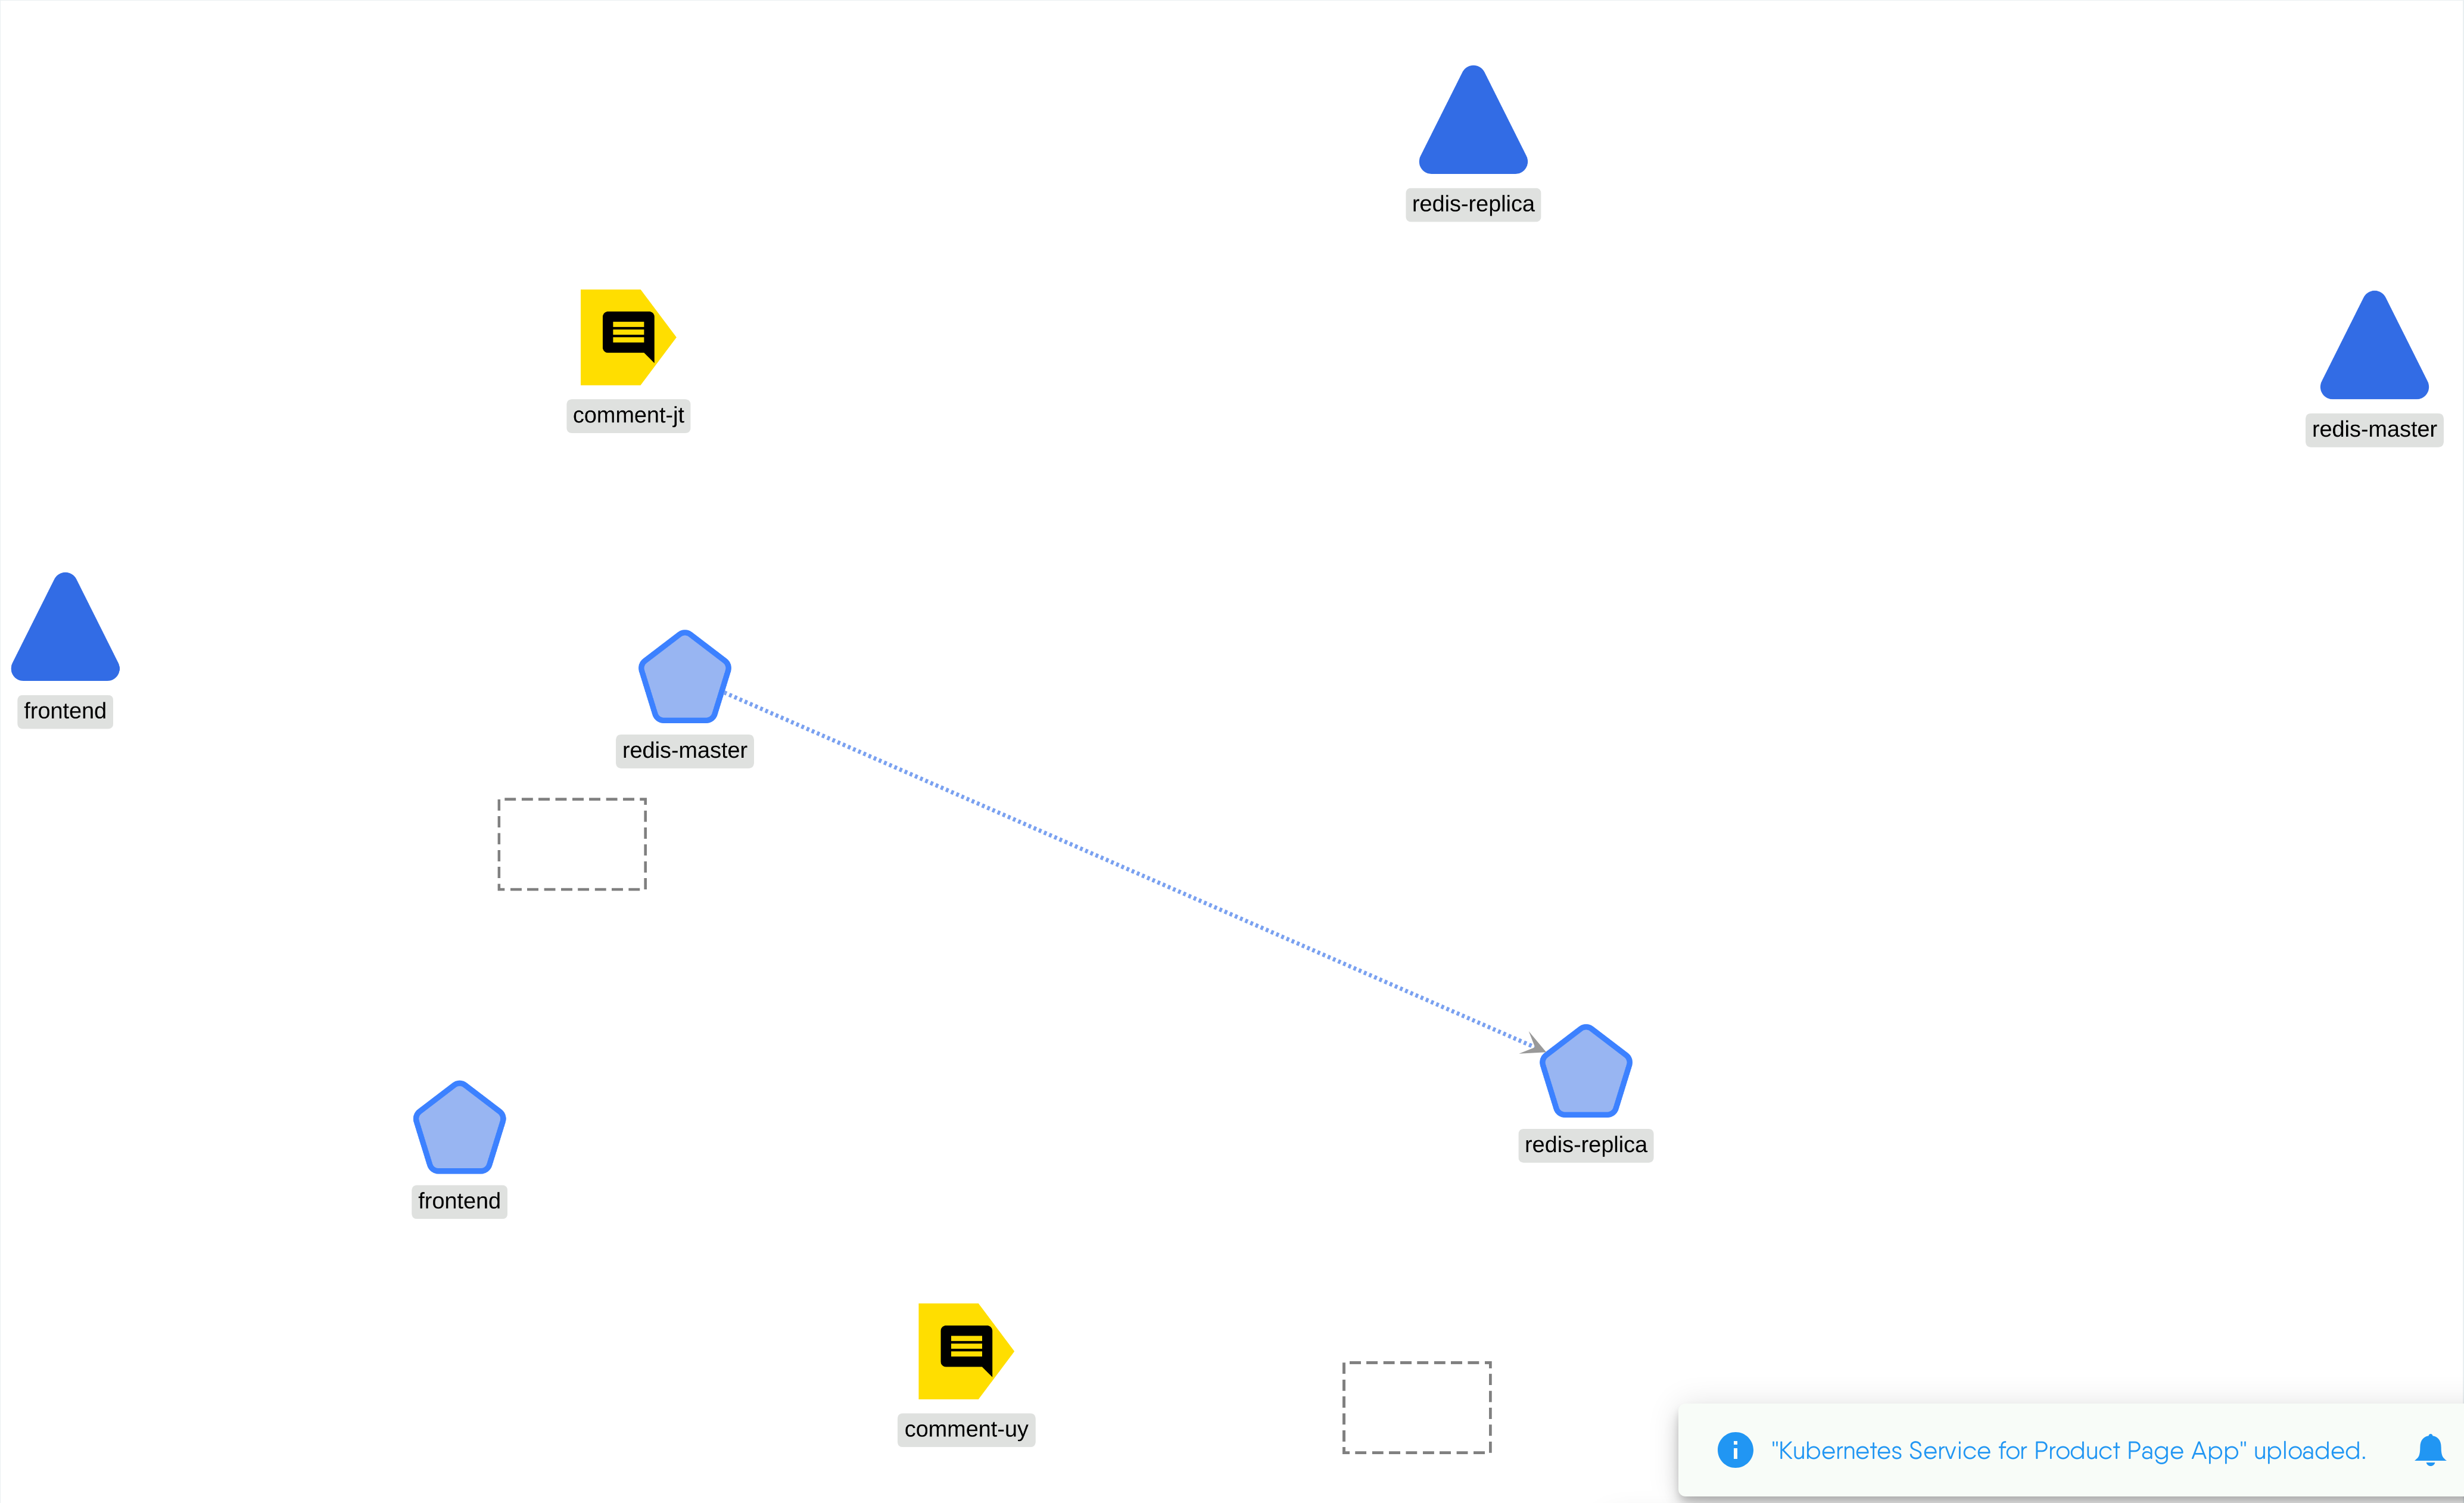 redis-replica
comment-jt
redis-master
frontend
redis-master
redis-replica
frontend
comment-uy
"Kubernetes Service for Product Page App" uploaded.